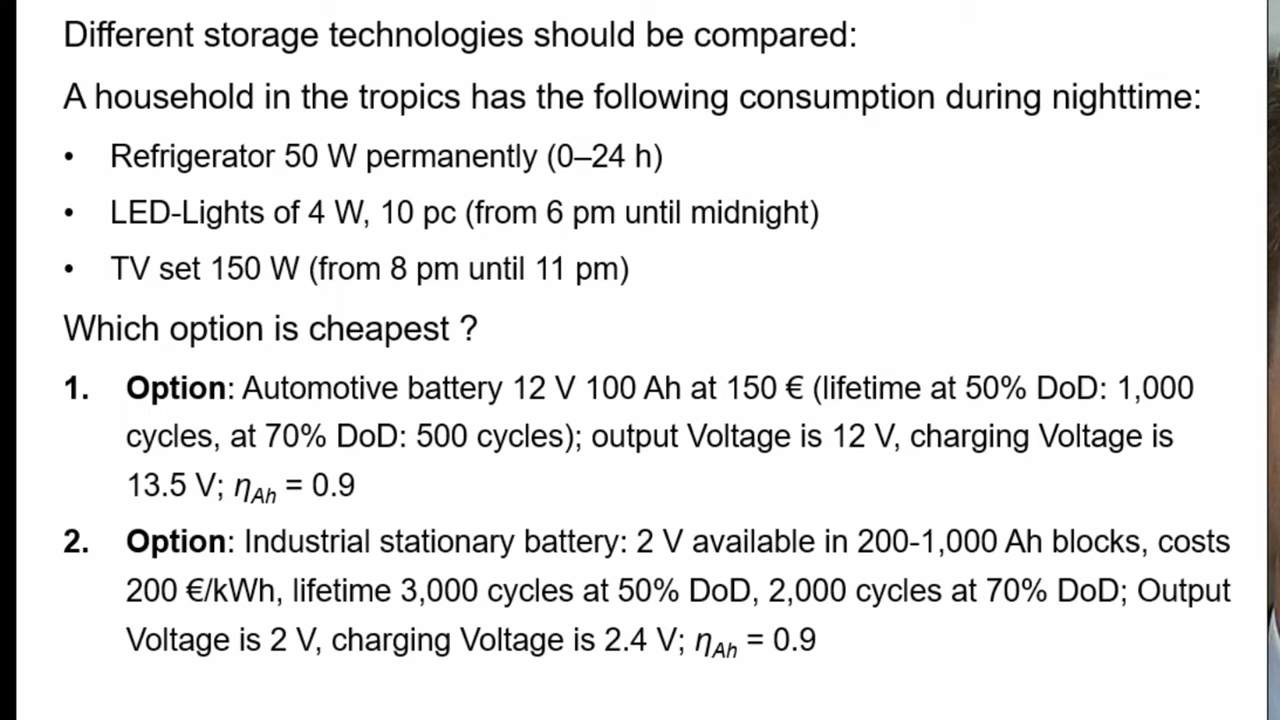 Different storage technologies should be compared:
A household in the tropics has the following consumption during nighttime:
• Refrigerator 50 W permanently (0–24 h)
• LED-Lights of 4 W, 10 pc (from 6 pm until midnight)
• TV set 150 W (from 8 pm until 11 pm)
Which option is cheapest ?
1. Option: Automotive battery 12 V 100 Ah at 150 € (lifetime at 50% DoD: 1,000
cycles, at 70% DoD: 500 cycles); output Voltage is 12 V, charging Voltage is
13.5 V; ηAh = 0.9
2. Option: Industrial stationary battery: 2 V available in 200-1,000 Ah blocks, costs
200 €/kWh, lifetime 3,000 cycles at 50% DoD, 2,000 cycles at 70% DoD; Output
Voltage is 2 V, charging Voltage is 2.4 V; ηAh = 0.9